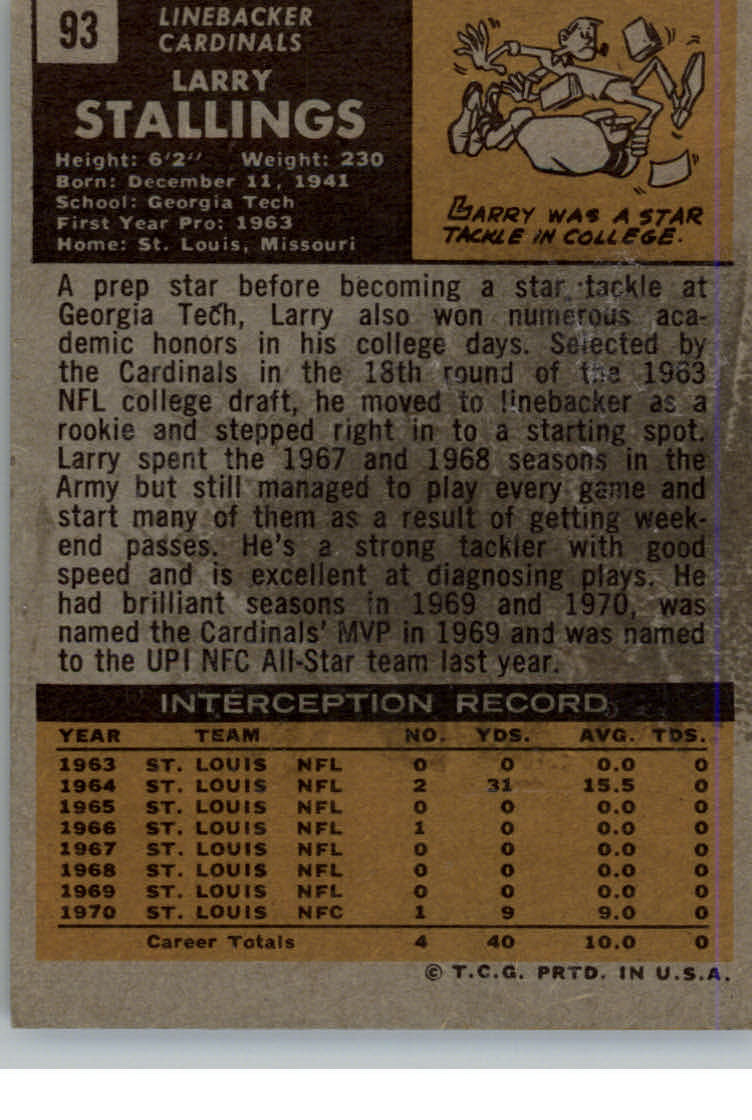 93
LINEBACKER
CARDINALS
LARRY
STALLINGS
Height: 6'2" Weight: 230
Born: December 11, 1941
School: Georgia Tech
First Year Pro: 1963
Home: St. Louis, Missouri
LARRY WAS A STAR
TACKLE IN COLLEGE.
A prep star before becoming a star tackle at
Georgia Tech, Larry also won numerous aca-
demic honors in his college days. Selected by
the Cardinals in the 18th round of the 1963
NFL college draft, he moved to linebacker as a
rookie and stepped right in to a starting spot.
Larry spent the 1967 and 1968 seasons in the
Army but still managed to play every game and
start many of them as a result of getting week-
end passes. He's a strong tackler with good
speed and is excellent at diagnosing plays. He
had brilliant seasons in 1969 and 1970, was
named the Cardinals' MVP in 1969 and was named
to the UPI NFC All-Star team last year.
INTERCEPTION RECORD
YEAR TEAM NO. YDS. AVG. TDS.
1963 ST. LOUIS NFL 0 0 0.0 0
1964 ST. LOUIS NFL 2 31 15.5 0
1965 ST. LOUIS NFL 0 0 0.0 0
1966 ST. LOUIS NFL 1 0 0.0 0
1967 ST. LOUIS NFL 0 0 0.0 0
1968 ST. LOUIS NFL 0 0 0.0 0
1969 ST. LOUIS NFL 0 0 0.0 0
1970 ST. LOUIS NFC 1 9 9.0 0
Career Totals 4 40 10.0 0
© T.C.G. PRTD. IN U.S.A.